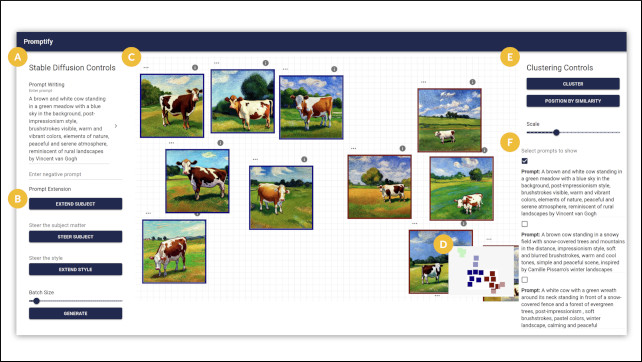 Promptify
A
Stable Diffusion Controls
Prompt Writing
Enter prompt
A brown and white cow standing
in a green meadow with a blue
sky in the background, post-
impressionism style,
brushstrokes visible, warm and
vibrant colors, elements of nature,
peaceful and serene atmosphere,
reminiscent of rural landscapes
by Vincent van Gogh
Enter negative prompt
Prompt Extension
B
EXTEND SUBJECT
Steer the subject matter
STEER SUBJECT
Steer the style
EXTEND STYLE
Batch Size
GENERATE
C
D
E
Clustering Controls
CLUSTER
POSITION BY SIMILARITY
Scale
F
Select prompts to show
Prompt: A brown and white cow standing in
a green meadow with a blue sky in the
background, post-impressionism style,
brushstrokes visible, warm and vibrant
colors, elements of nature, peaceful and
serene atmosphere, reminiscent of rural
landscapes by Vincent van Gogh
Prompt: A brown cow standing in a snowy
field with snow-covered trees and mountains
in the distance, impressionism style, soft
and blurred brushstrokes, warm and cool
tones, simple and peaceful scene, inspired
by Camille Pissarro's winter landscapes
Prompt: A white cow with a green wreath
around its neck standing in front of a snow-
covered fence and a forest of evergreen
trees, post-impressionism, soft
brushstrokes, pastel colors, winter
landscape, calming and peaceful